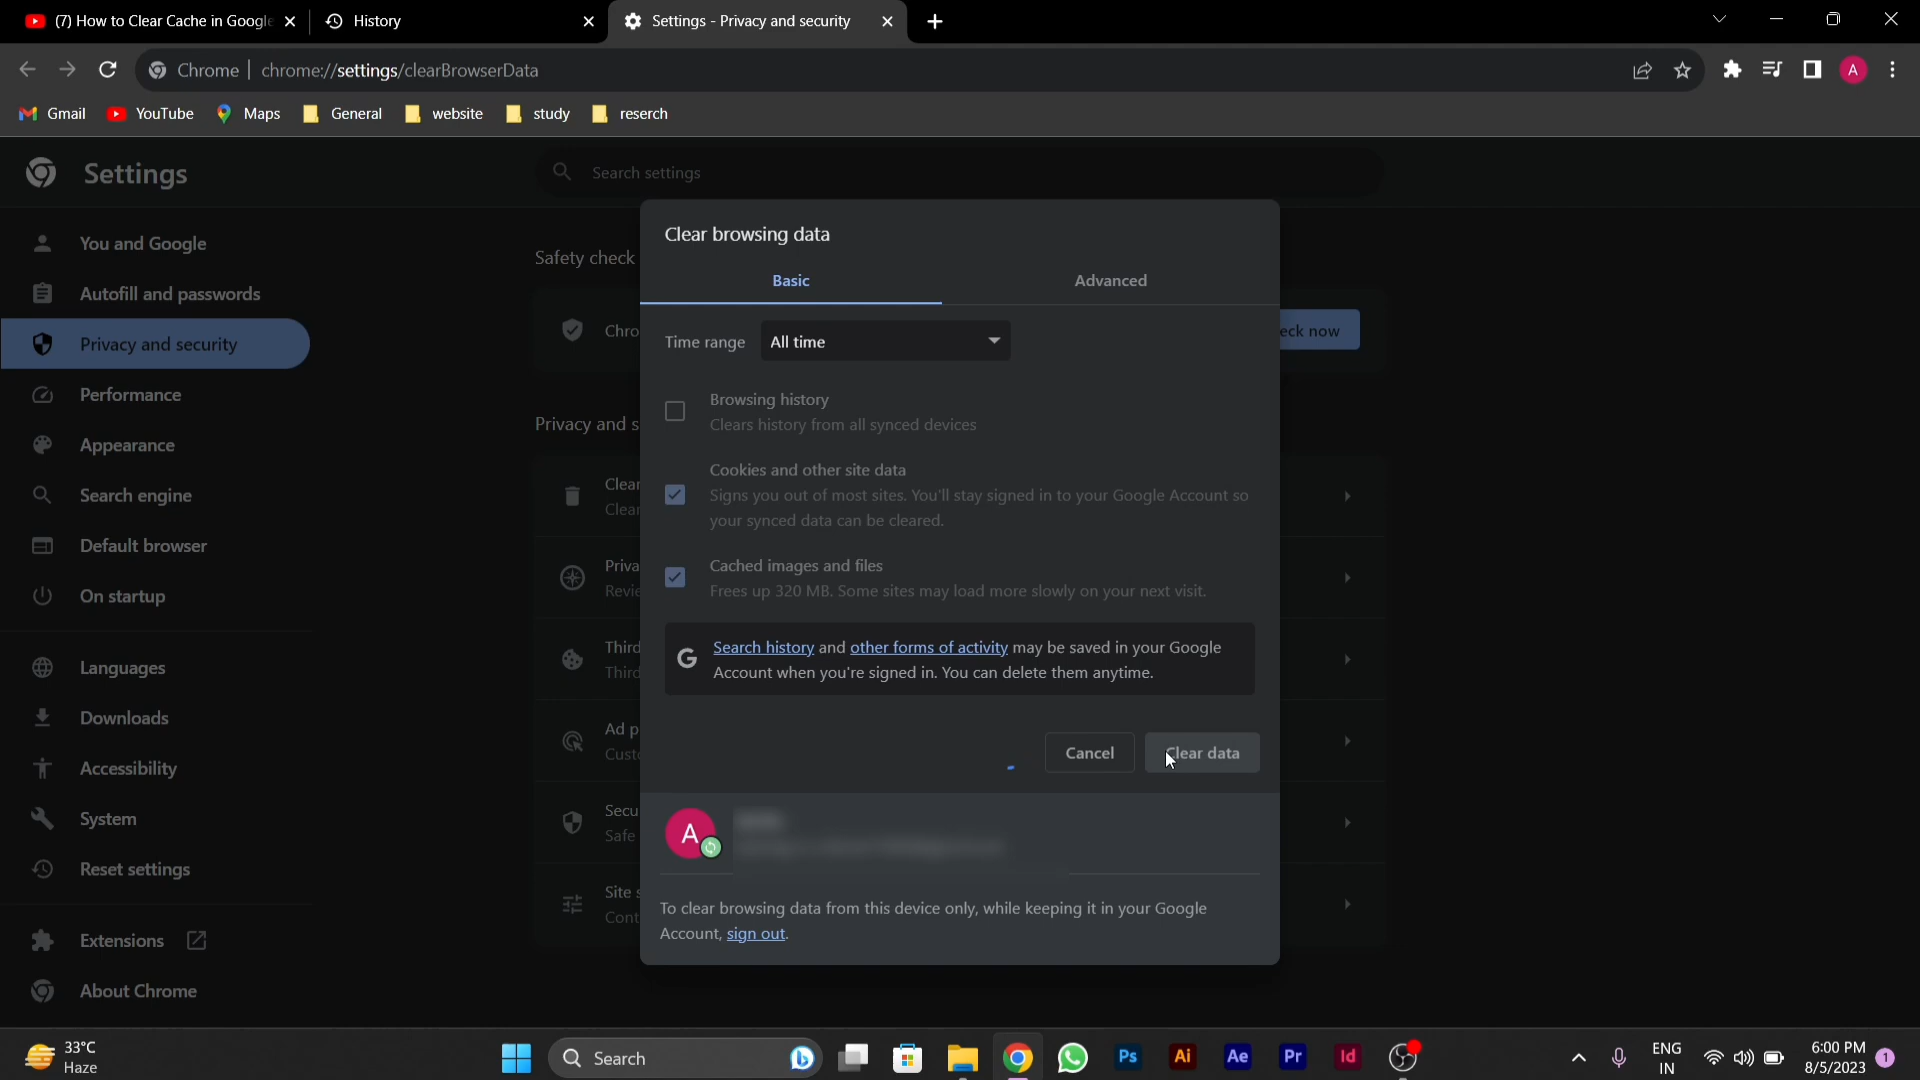 (7) How to Clear Cache in Google
History
Settings - Privacy and security
Chrome
chrome://settings/clearBrowserData
A
Gmail
YouTube
Maps
General
website
study
reserch
Settings
Search settings
You and Google
Autofill and passwords
Privacy and security
Performance
Appearance
Search engine
Default browser
On startup
Languages
Downloads
Accessibility
System
Reset settings
Extensions
About Chrome
Safety check
Chro
eck now
Privacy and s
Clear
Clear
Priva
Revie
Third
Third
Ad p
Custo
Secu
Safe
Site s
Cont
Clear browsing data
Basic
Advanced
Time range
All time
Browsing history
Clears history from all synced devices
Cookies and other site data
Signs you out of most sites. You'll stay signed in to your Google Account so
your synced data can be cleared.
Cached images and files
Frees up 320 MB. Some sites may load more slowly on your next visit.
G
Search history and other forms of activity may be saved in your Google
Account when you're signed in. You can delete them anytime.
Cancel
Clear data
A
To clear browsing data from this device only, while keeping it in your Google
Account, sign out.
33°C
Haze
Search
Ps
Ai
Ae
Pr
Id
ENG
IN
6:00 PM
8/5/2023
1